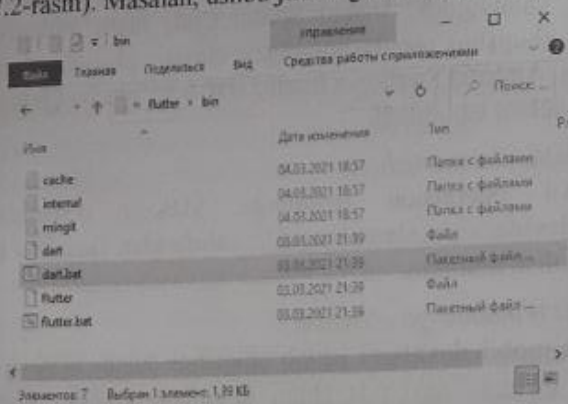 .2-rasm). Masalan, ushbu
bin
управление
Файл Главная Поделиться Вид Средства работы с приложениями
flutter › bin
Поиск: ...
Имя
Дата изменения
Тип
Р
cache 04.03.2021 18:57 Папка с файлами
internal 04.03.2021 18:57 Папка с файлами
mingit 04.03.2021 18:57 Папка с файлами
dart 03.03.2021 21:39 Файл
dart.bat 03.03.2021 21:39 Пакетный файл ...
flutter 03.03.2021 21:39 Файл
flutter.bat 03.03.2021 21:39 Пакетный файл ...
Элементов: 7 Выбран 1 элемент: 1,39 КБ